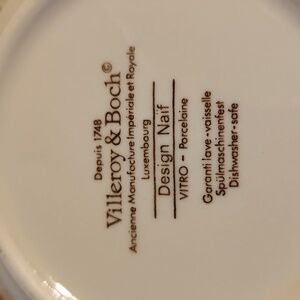 Depuis 1748
Villeroy & Boch©
Ancienne Manufacture Impériale et Royale
Luxembourg
Design Naïf
VITRO - Porcelaine
Garanti lave-vaisselle
Spülmaschinenfest
Dishwasher-safe